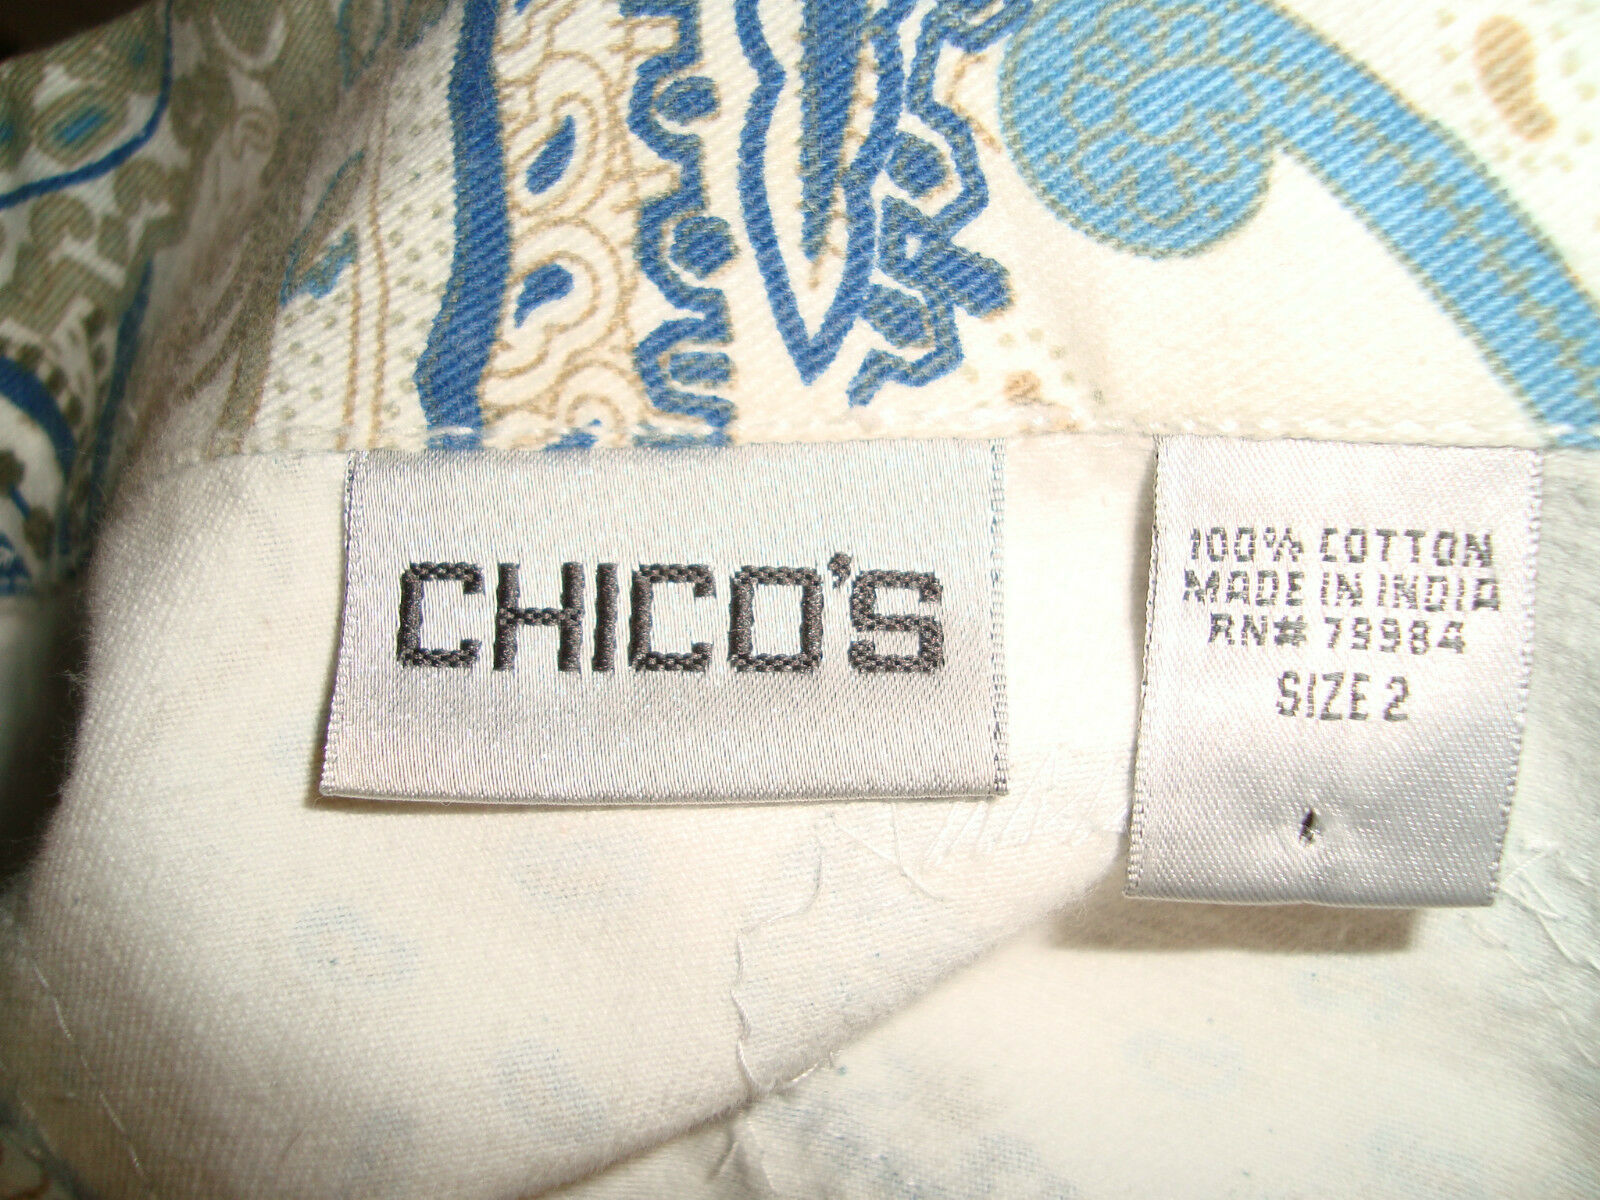 CHICO'S
100% COTTON
MADE IN INDIA
RN# 79984
SIZE 2